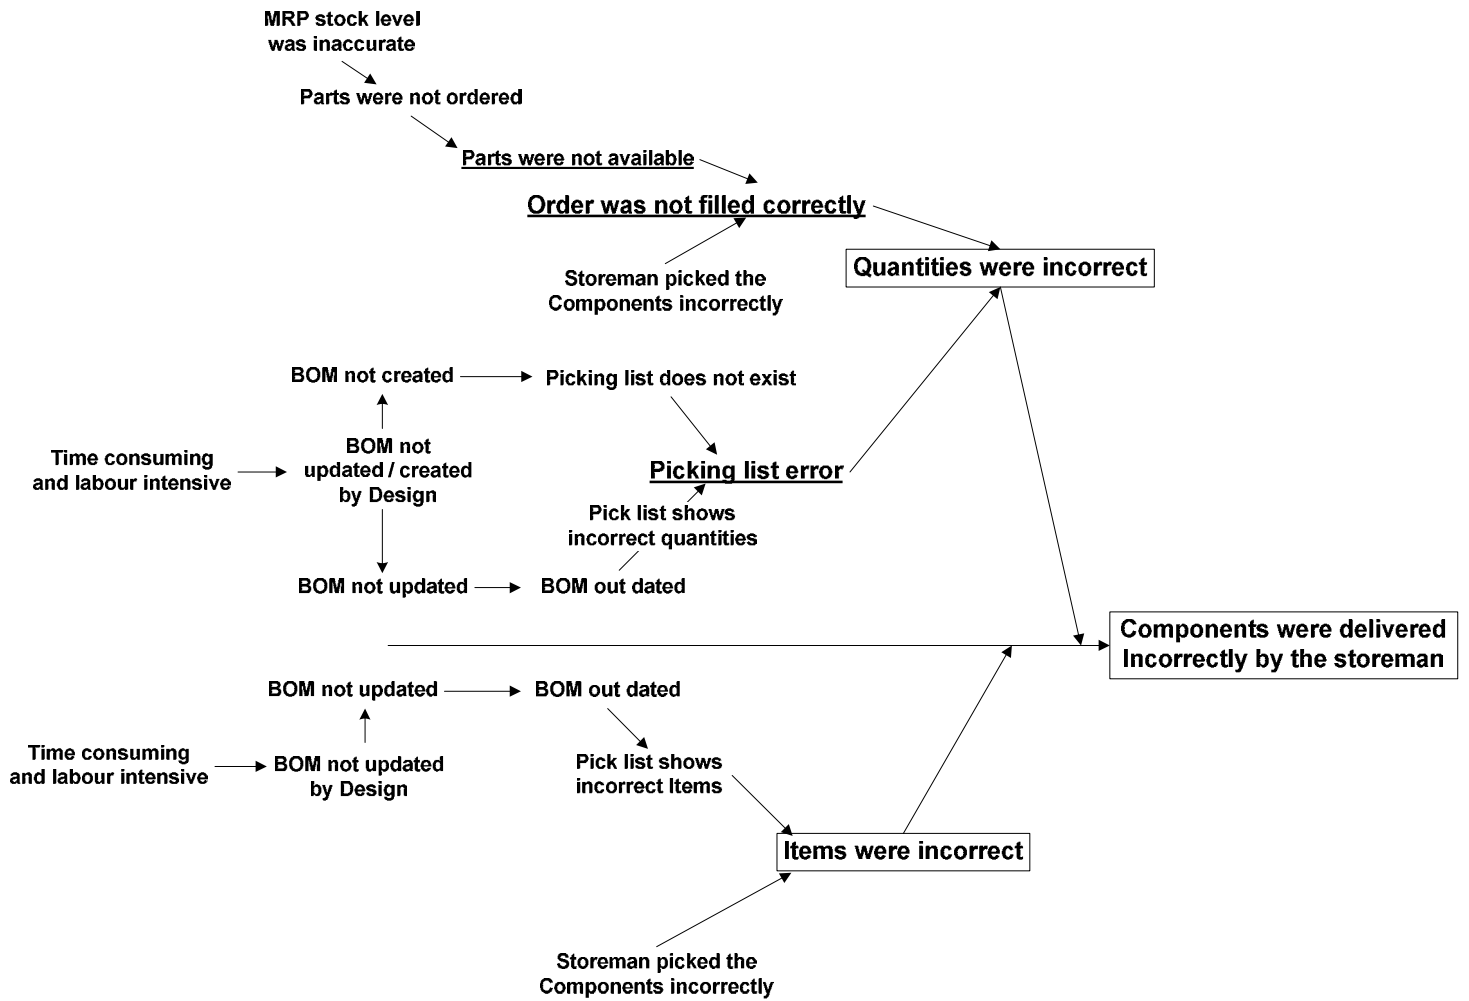 MRP stock level
was inaccurate
Parts were not ordered
Parts were not available
Order was not filled correctly
Storeman picked the
Components incorrectly
Quantities were incorrect
BOM not created
Picking list does not exist
Time consuming
and labour intensive
BOM not
updated / created
by Design
Picking list error
Pick list shows
incorrect quantities
BOM not updated
BOM out dated
Components were delivered
Incorrectly by the storeman
BOM not updated
BOM out dated
Time consuming
and labour intensive
BOM not updated
by Design
Pick list shows
incorrect Items
Items were incorrect
Storeman picked the
Components incorrectly